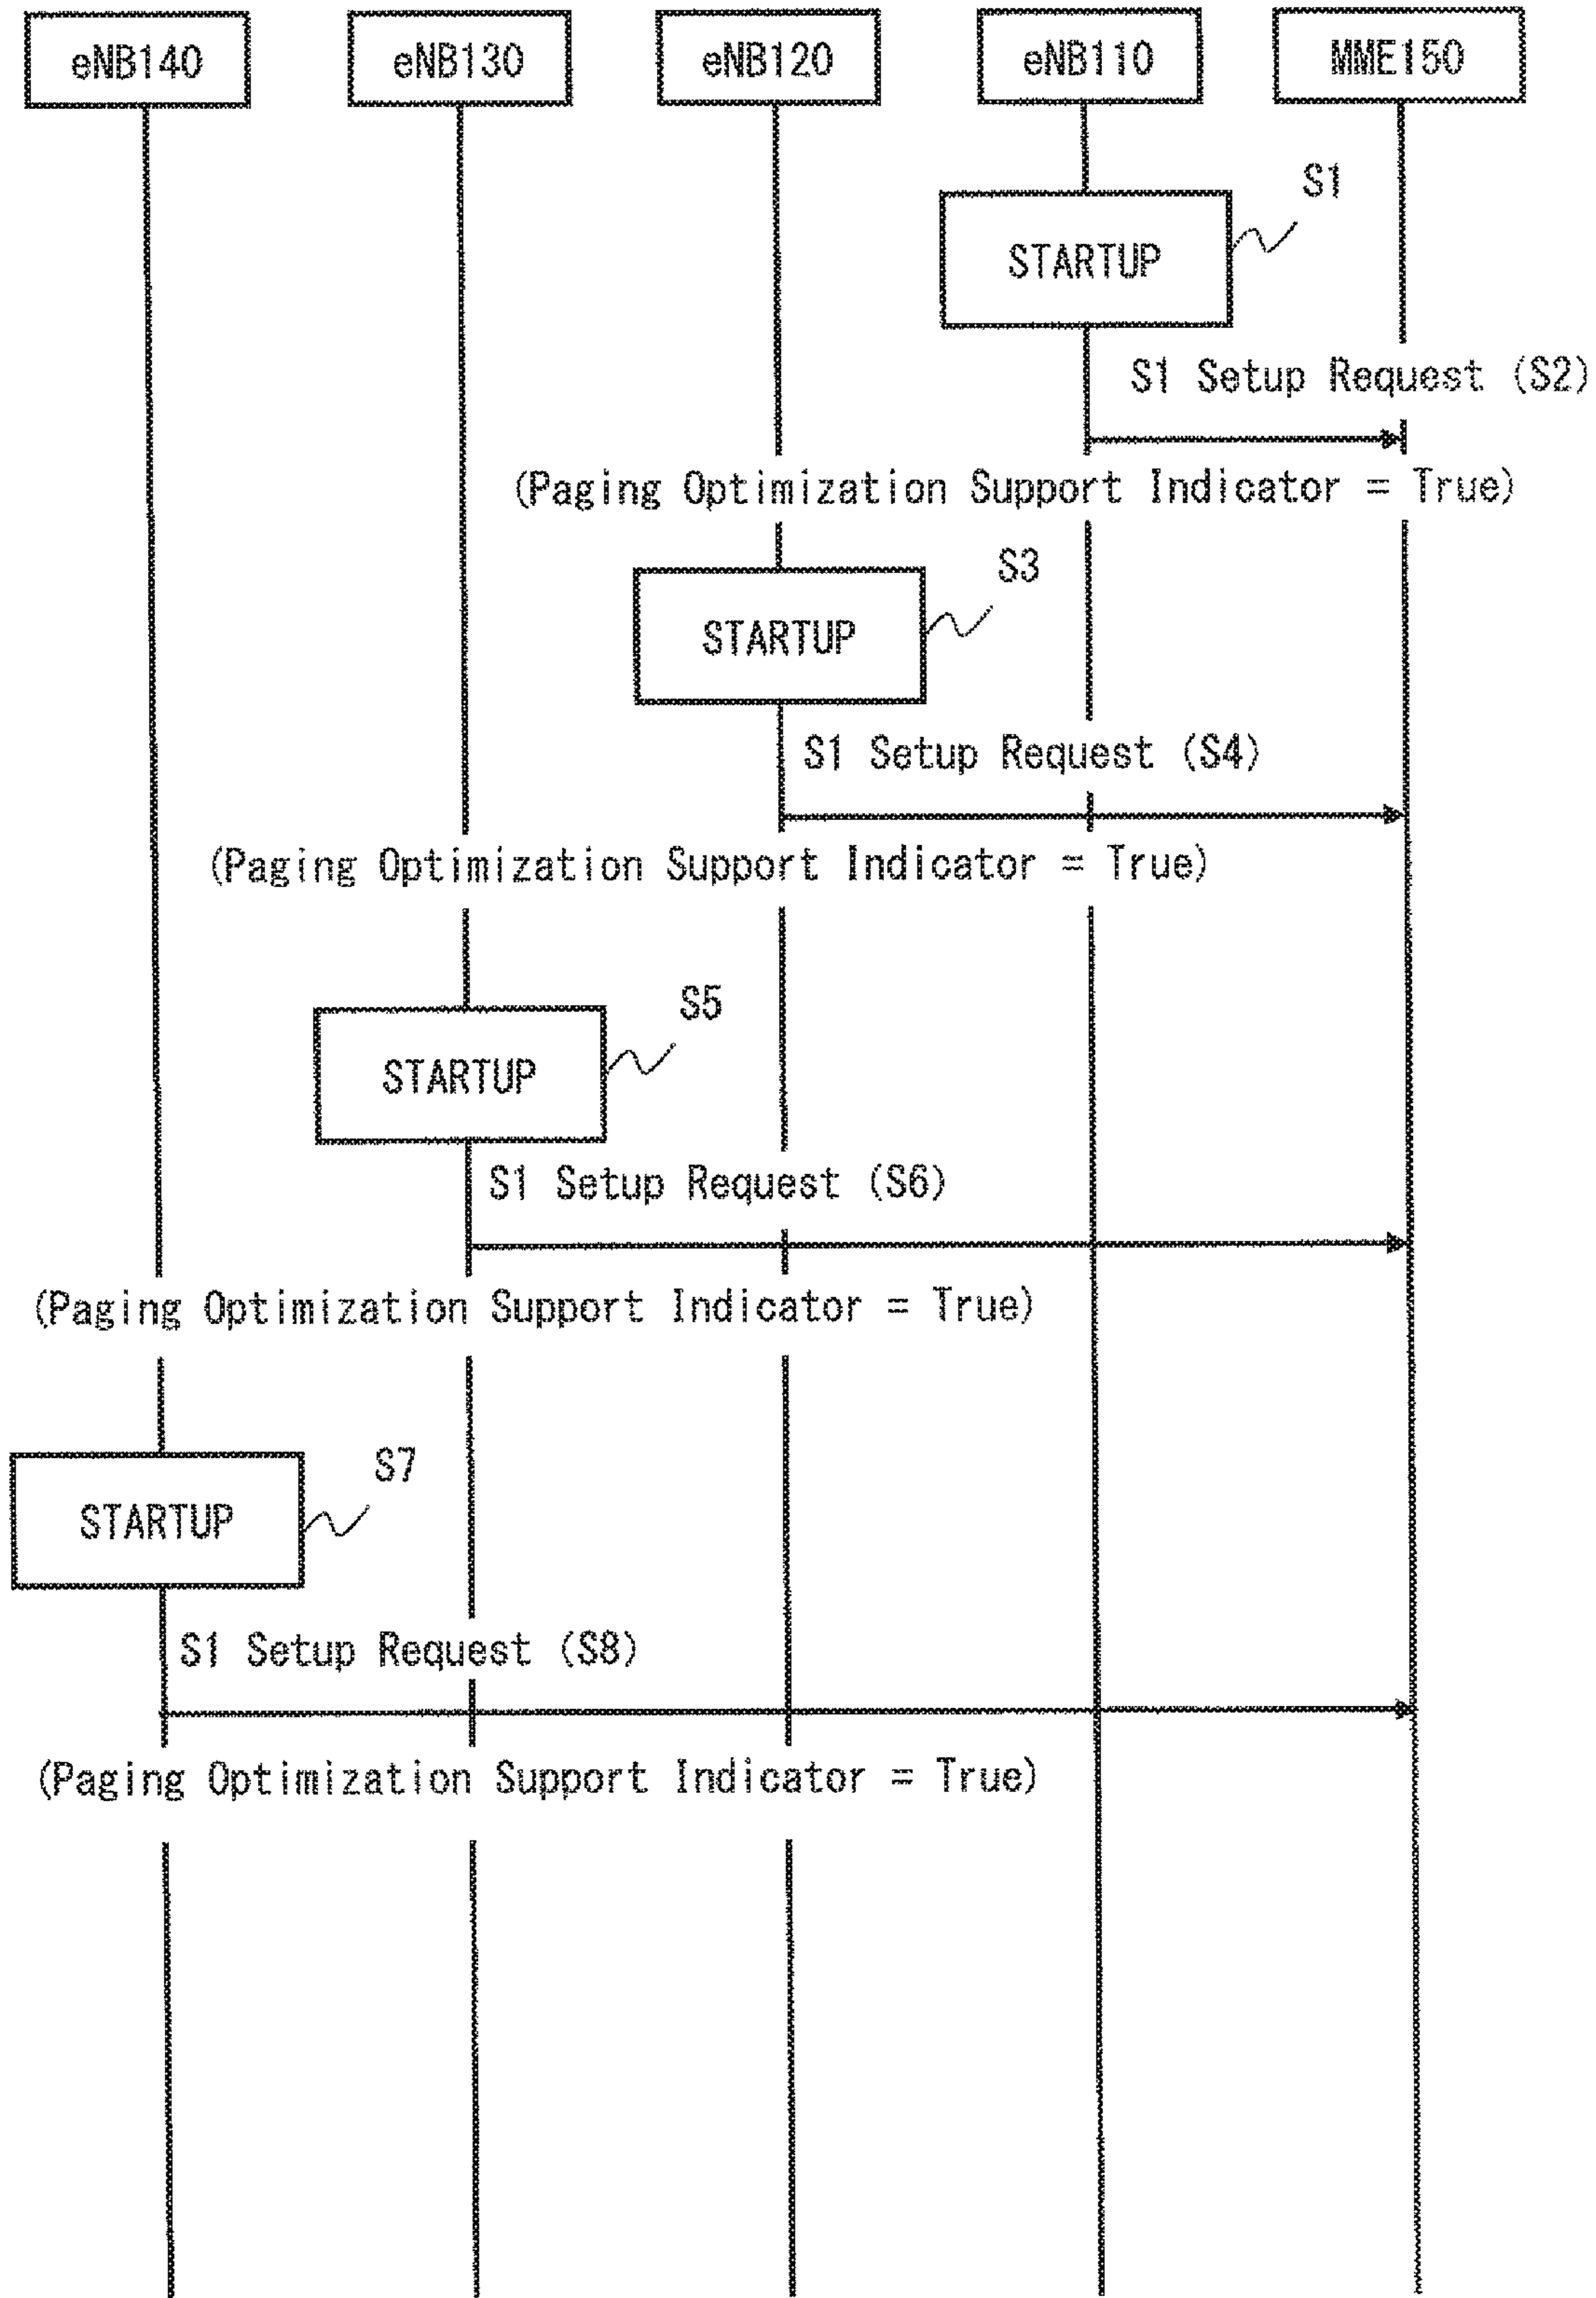 eNB140 eNB130 eNB120 eNB110 MME150
S1
STARTUP
S1 Setup Request (S2)
(Paging Optimization Support Indicator = True)
S3
STARTUP
S1 Setup Request (S4)
(Paging Optimization Support Indicator = True)
S5
STARTUP
S1 Setup Request (S6)
(Paging Optimization Support Indicator = True)
S7
STARTUP
S1 Setup Request (S8)
(Paging Optimization Support Indicator = True)